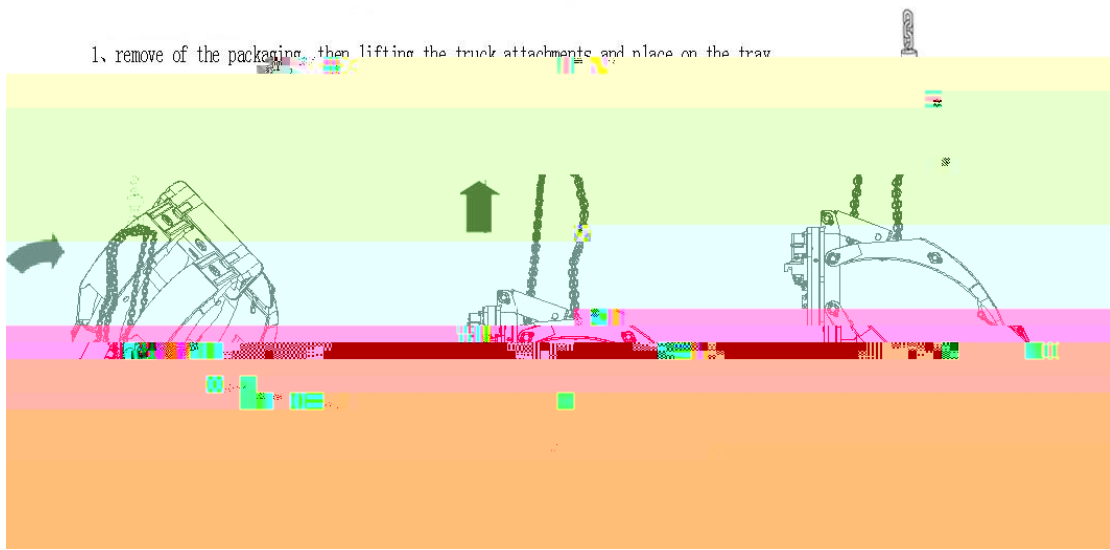 1、remove of the packaging, then lifting the truck attachments and place on the tray